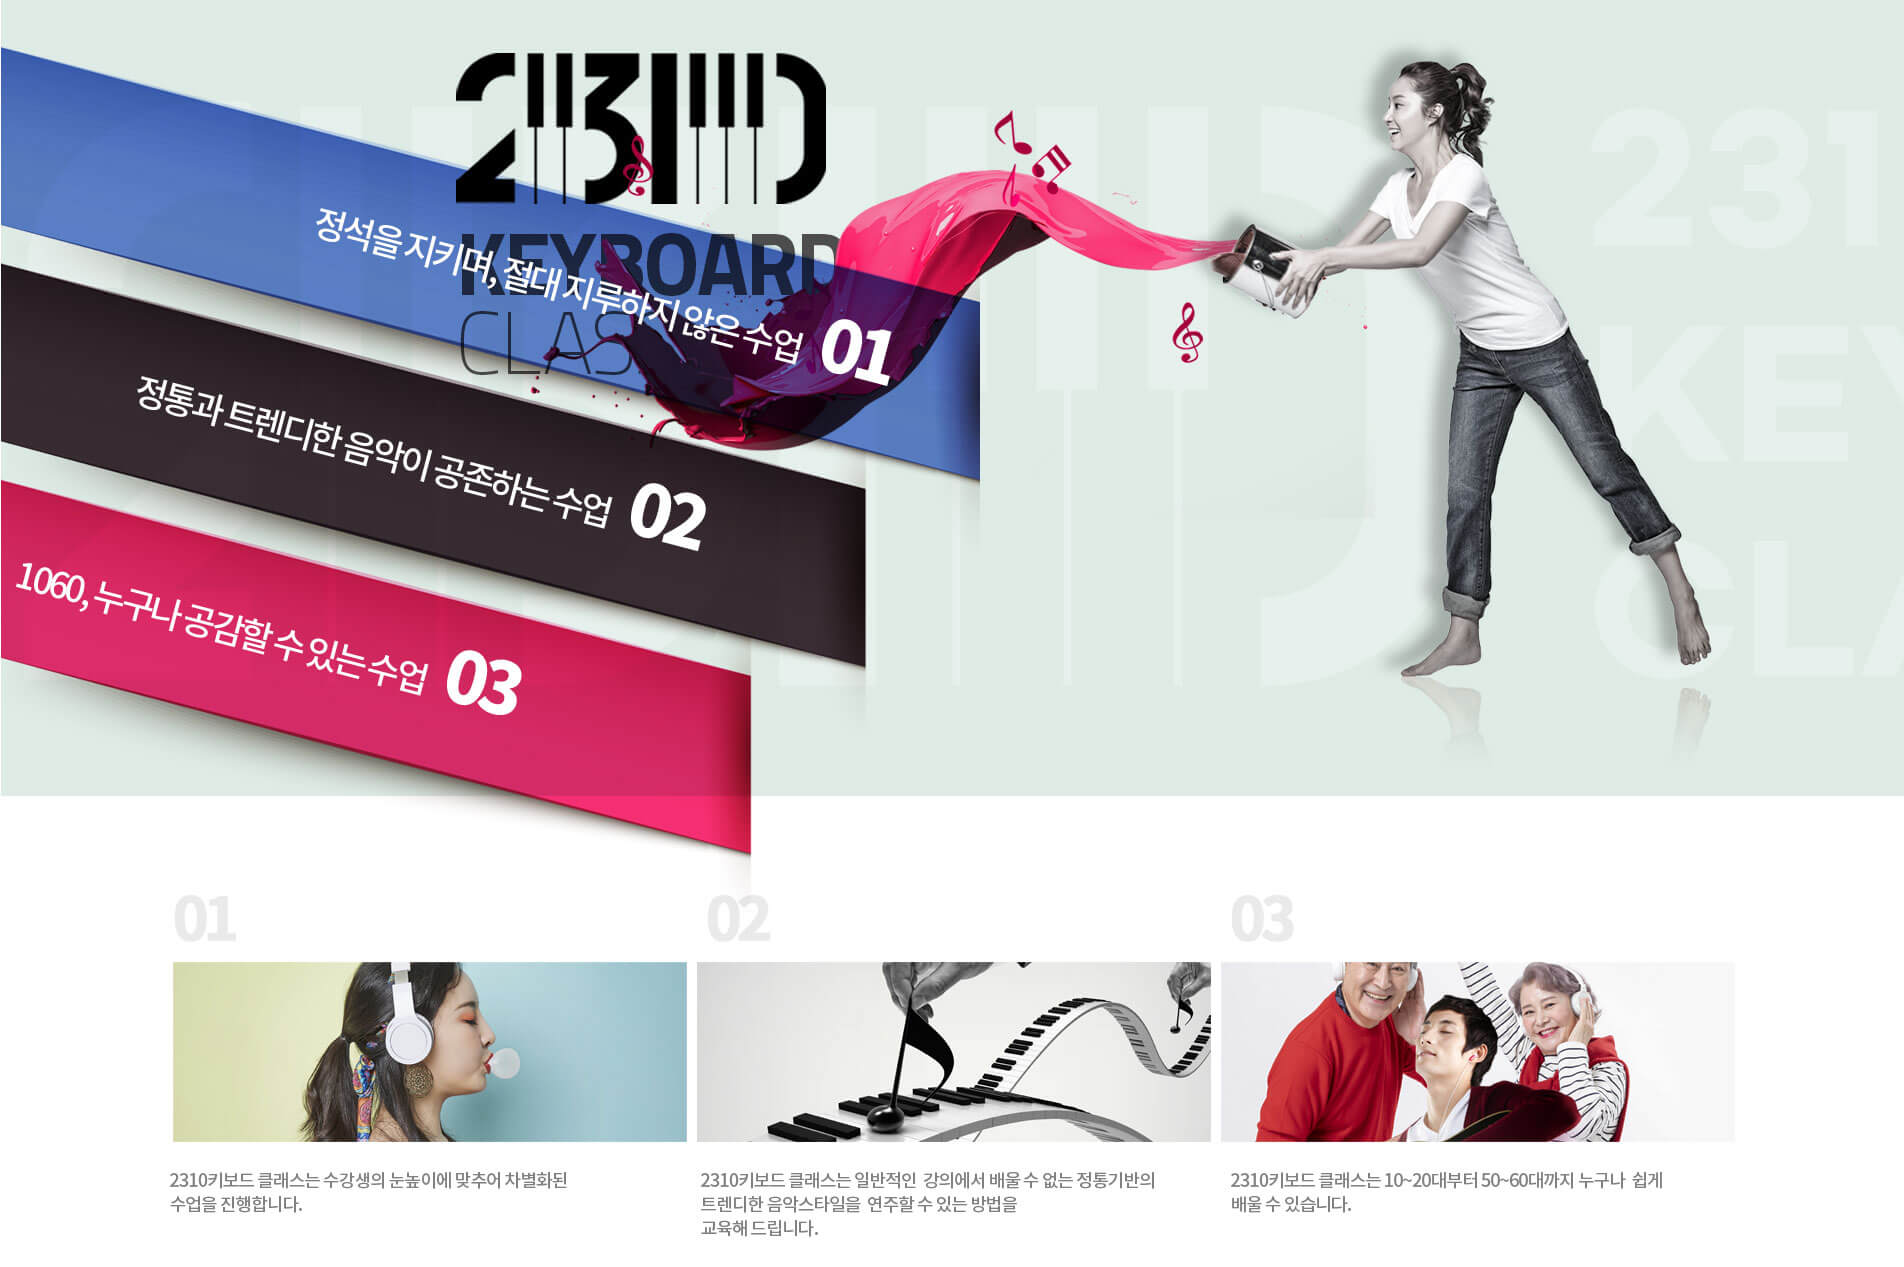 2310
KEYBOARD
CLAS
정석을 지키며, 절대 지루하지 않은 수업 01
정통과 트렌디한 음악이 공존하는 수업 02
1060, 누구나 공감할 수 있는 수업 03
231
KEY
CLA
01
02
03
2310키보드 클래스는 수강생의 눈높이에 맞추어 차별화된
수업을 진행합니다.
2310키보드 클래스는 일반적인 강의에서 배울 수 없는 정통기반의
트렌디한 음악스타일을 연주할 수 있는 방법을
교육해 드립니다.
2310키보드 클래스는 10~20대부터 50~60대까지 누구나 쉽게
배울 수 있습니다.